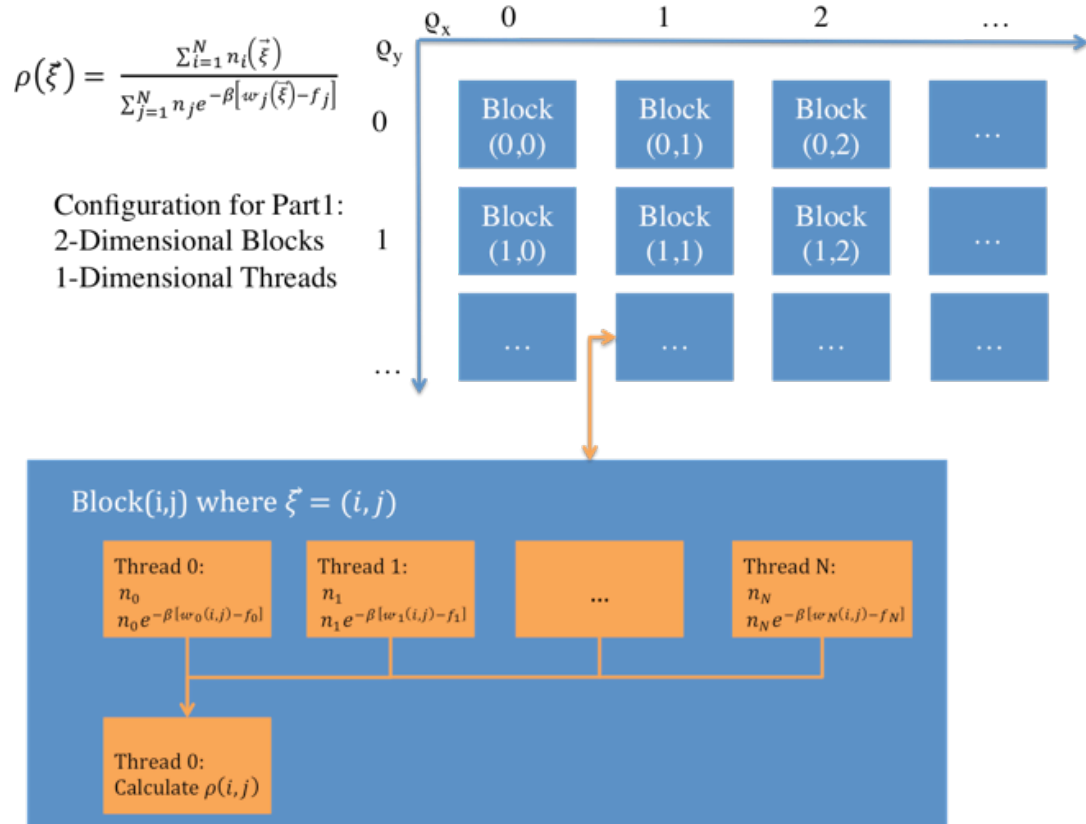 ϱₓ 0 1 2 …
ϱᵧ
ρ(ξ⃗) = \frac{∑_{i=1}^{N} n_i(ξ⃗)}{∑_{j=1}^{N} n_j e^{-β[w_j(ξ⃗)-f_j]}}
0
Block
(0,0)
Block
(0,1)
Block
(0,2)
…
Configuration for Part1:
2-Dimensional Blocks
1-Dimensional Threads
1
Block
(1,0)
Block
(1,1)
Block
(1,2)
…
…
… … … …
Block(i,j) where ξ⃗ = (i, j)
Thread 0:
n_0
n_0 e^{-β[w_0(i,j)-f_0]}
Thread 1:
n_1
n_1 e^{-β[w_1(i,j)-f_1]}
...
Thread N:
n_N
n_N e^{-β[w_N(i,j)-f_N]}
Thread 0:
Calculate ρ(i, j)